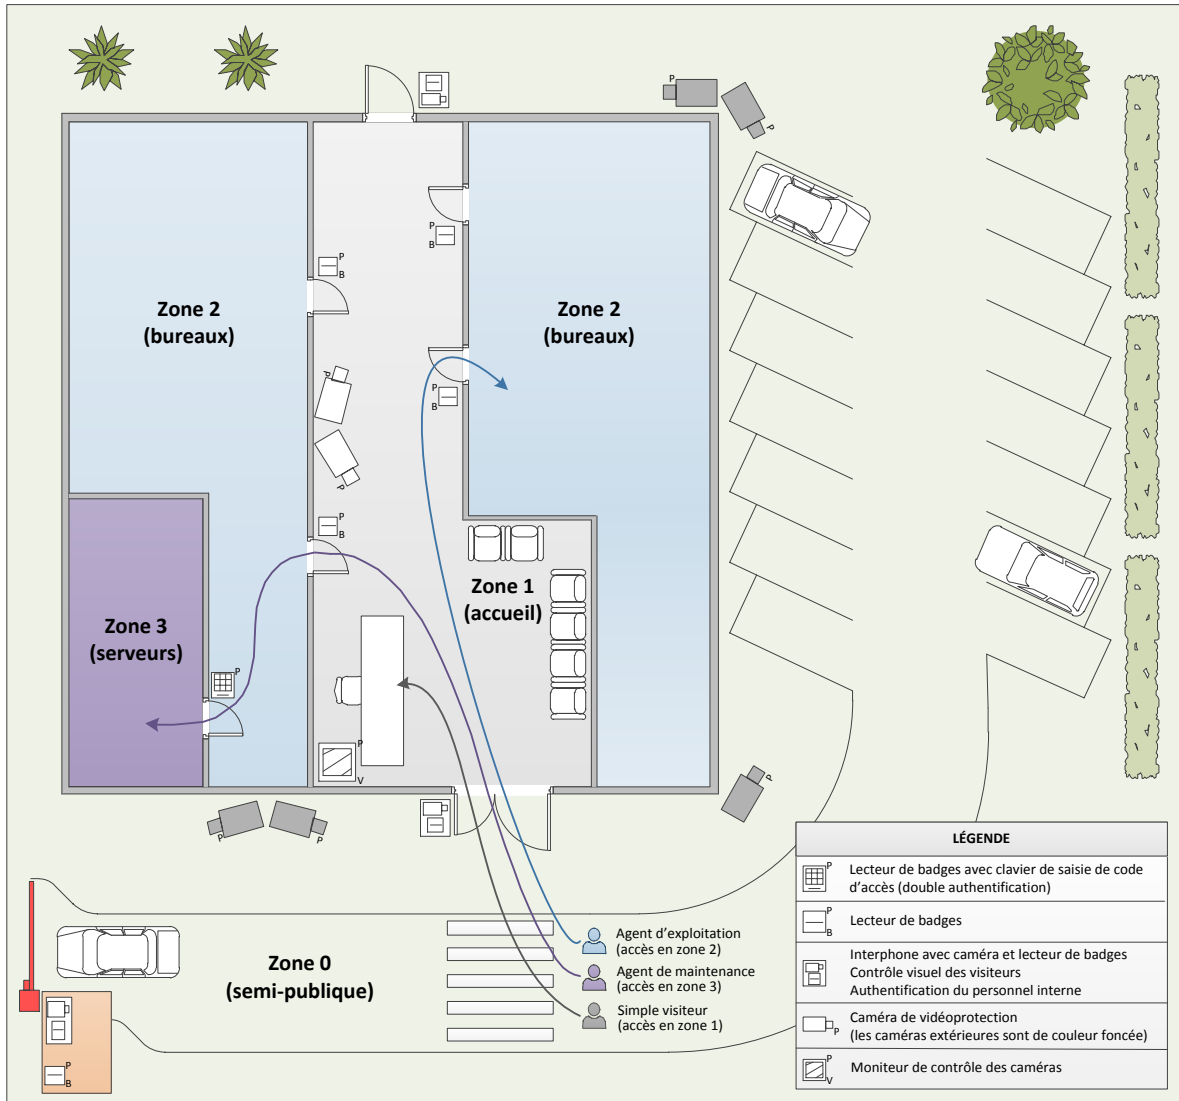 P
P
P
B
P
B
Zone 2
(bureaux)
Zone 2
(bureaux)
P
P
B
P
P
B
Zone 1
(accueil)
Zone 3
(serveurs)
P
P
V
P
P
P
Zone 0
(semi-publique)
Agent d’exploitation
(accès en zone 2)
Agent de maintenance
(accès en zone 3)
Simple visiteur
(accès en zone 1)
P
B
LÉGENDE
P
Lecteur de badges avec clavier de saisie de code
d’accès (double authentification)
P
B
Lecteur de badges
Interphone avec caméra et lecteur de badges
Contrôle visuel des visiteurs
Authentification du personnel interne
P
Caméra de vidéoprotection
(les caméras extérieures sont de couleur foncée)
P
V
Moniteur de contrôle des caméras